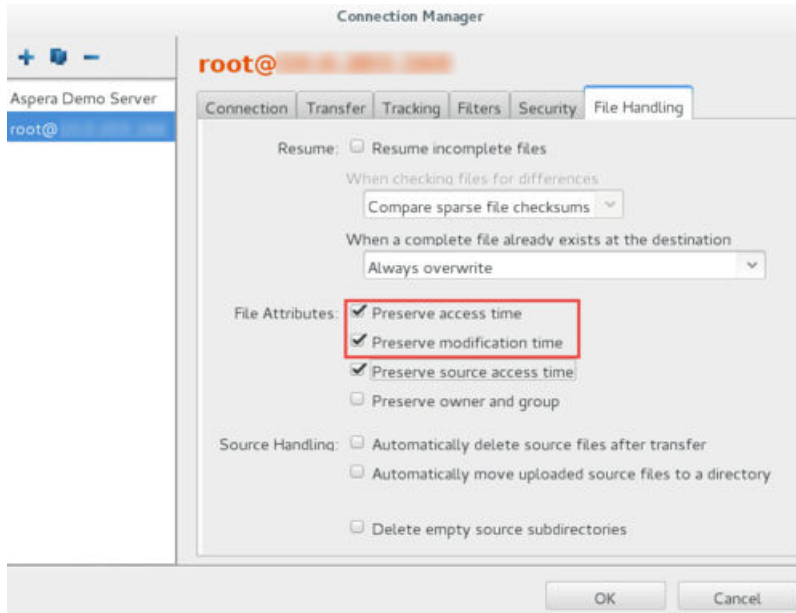 Connection Manager
root@
Aspera Demo Server
root@
Connection Transfer Tracking Filters Security File Handling
Resume: Resume incomplete files
When checking files for differences
Compare sparse file checksums
When a complete file already exists at the destination
Always overwrite
File Attributes: Preserve access time
Preserve modification time
Preserve source access time
Preserve owner and group
Source Handling: Automatically delete source files after transfer
Automatically move uploaded source files to a directory
Delete empty source subdirectories
OK Cancel